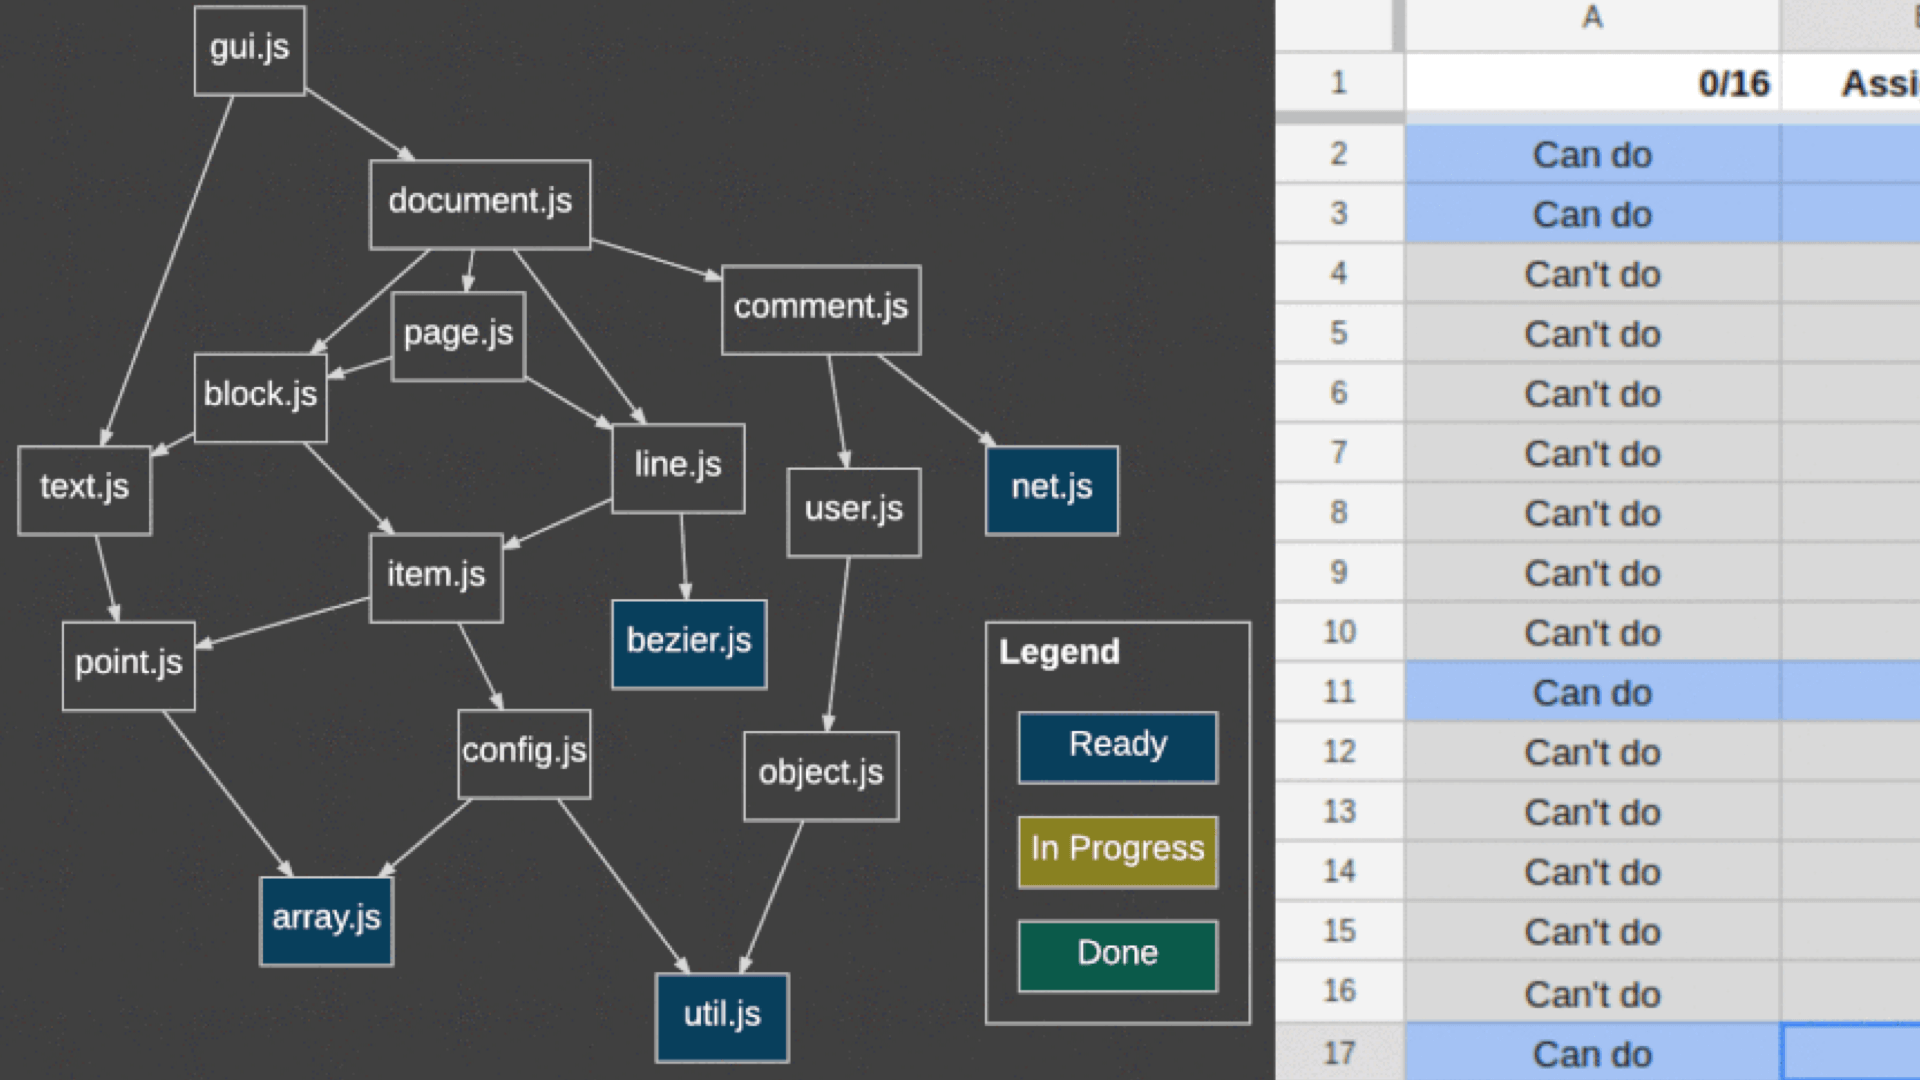 gui.js
document.js
comment.js
page.js
block.js
line.js
text.js
user.js
net.js
item.js
bezier.js
point.js
config.js
object.js
array.js
util.js
Legend
Ready
In Progress
Done
A
1 0/16 Assi
2 Can do
3 Can do
4 Can't do
5 Can't do
6 Can't do
7 Can't do
8 Can't do
9 Can't do
10 Can't do
11 Can do
12 Can't do
13 Can't do
14 Can't do
15 Can't do
16 Can't do
17 Can do